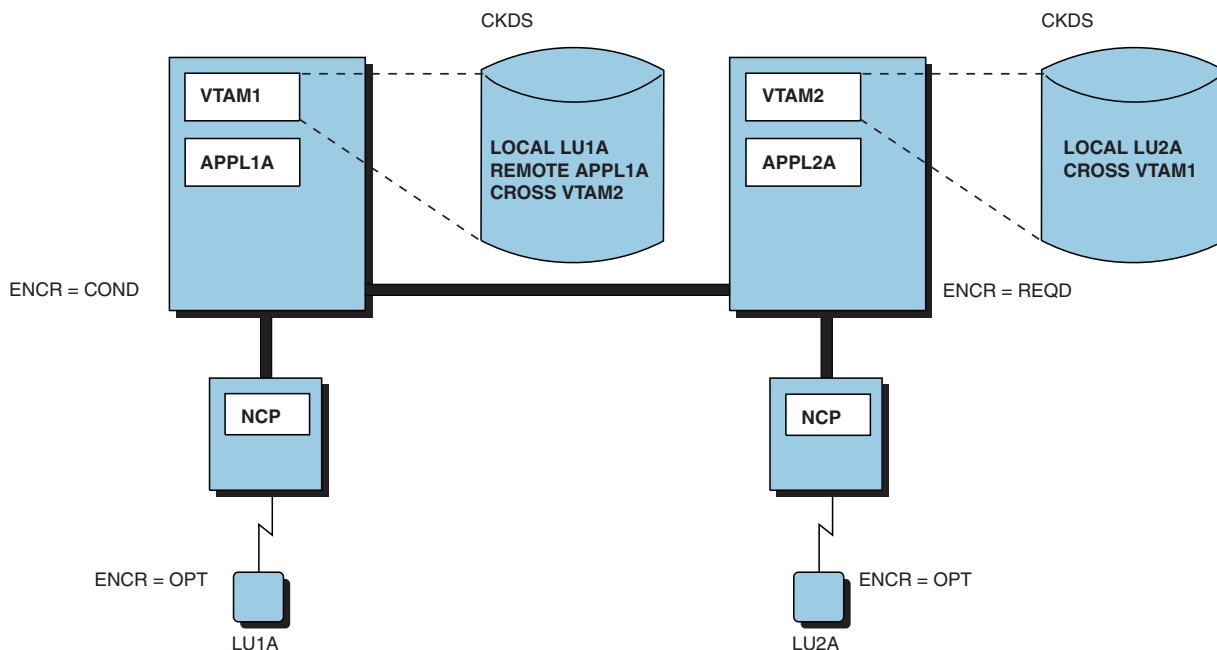 CKDS
CKDS
VTAM1
APPL1A
LOCAL LU1A
REMOTE APPL1A
CROSS VTAM2
VTAM2
APPL2A
LOCAL LU2A
CROSS VTAM1
ENCR = COND
ENCR = REQD
NCP
NCP
ENCR = OPT
LU1A
ENCR = OPT
LU2A